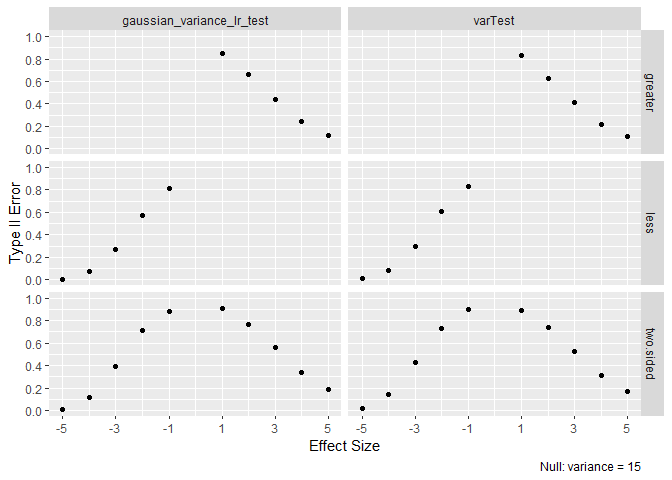 gaussian_variance_lr_test varTest
1.0
0.8
0.6
0.4
0.2
0.0
greater
1.0
0.8
0.6
0.4
0.2
0.0
less
Type II Error
1.0
0.8
0.6
0.4
0.2
0.0
two.sided
-5 -3 -1 1 3 5 -5 -3 -1 1 3 5
Effect Size
Null: variance = 15